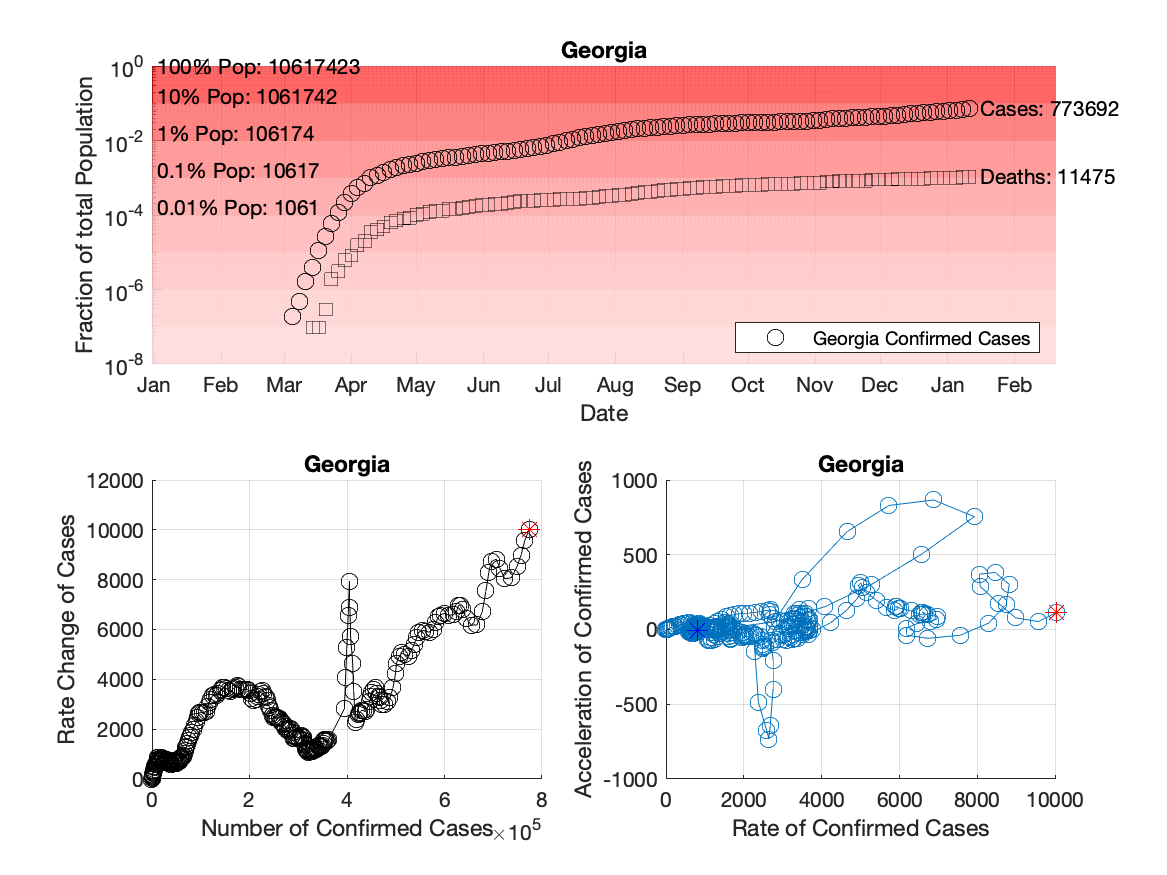 Georgia
Fraction of total Population
10^0
10^-2
10^-4
10^-6
10^-8
100% Pop: 10617423
10% Pop: 1061742
1% Pop: 106174
0.1% Pop: 10617
0.01% Pop: 1061
Cases: 773692
Deaths: 11475
Georgia Confirmed Cases
Jan Feb Mar Apr May Jun Jul Aug Sep Oct Nov Dec Jan Feb
Date
Georgia
Rate Change of Cases
12000
10000
8000
6000
4000
2000
0
0 2 4 6 8
Number of Confirmed Cases ×10^5
Georgia
Acceleration of Confirmed Cases
1000
500
0
-500
-1000
0 2000 4000 6000 8000 10000
Rate of Confirmed Cases